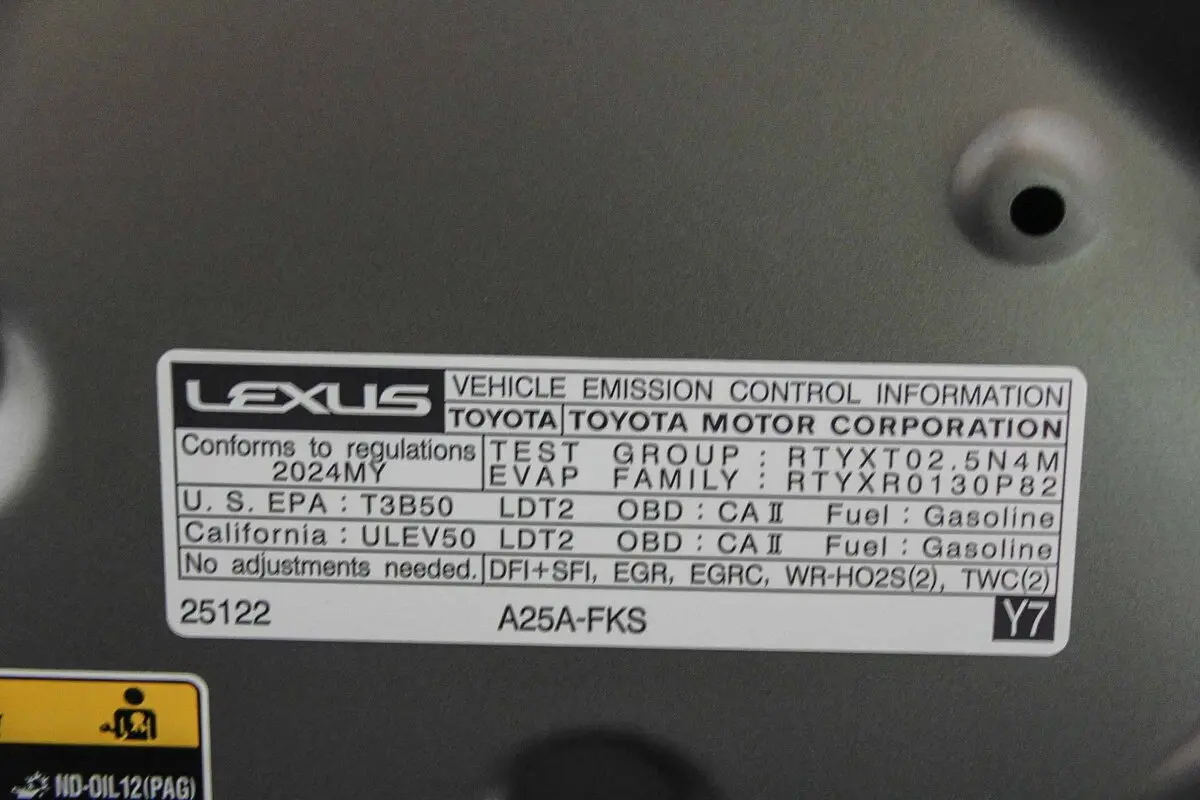 LEXUS VEHICLE EMISSION CONTROL INFORMATION
TOYOTA TOYOTA MOTOR CORPORATION
Conforms to regulations
2024MY
TEST GROUP : RTYXT02.5N4M
EVAP FAMILY : RTYXR0130P82
U. S. EPA : T3B50 LDT2 OBD : CA II Fuel : Gasoline
California : ULEV50 LDT2 OBD : CA II Fuel : Gasoline
No adjustments needed. DFI+SFI, EGR, EGRC, WR-HO2S(2), TWC(2)
25122 A25A-FKS Y7
ND-OIL12(PAG)